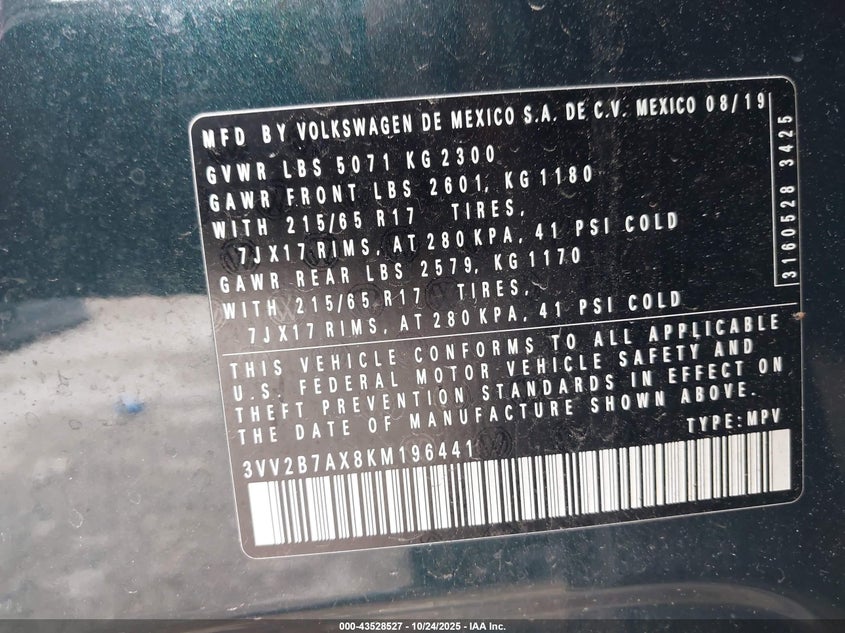 MFD BY VOLKSWAGEN DE MEXICO S.A. DE C.V. MEXICO 08/19
GVWR LBS 5071 KG 2300
GAWR FRONT LBS 2601, KG 1180
WITH 215/65 R17 TIRES,
7JX17 RIMS, AT 280 KPA, 41 PSI COLD
GAWR REAR LBS 2579, KG 1170
WITH 215/65 R17 TIRES,
7JX17 RIMS, AT 280 KPA, 41 PSI COLD
3160528 3425
THIS VEHICLE CONFORMS TO ALL APPLICABLE
U.S. FEDERAL MOTOR VEHICLE SAFETY AND
THEFT PREVENTION STANDARDS IN EFFECT ON
THE DATE OF MANUFACTURE SHOWN ABOVE.
TYPE: MPV
3VV2B7AX8KM196441
000-43528527 - 10/24/2025 - IAA Inc.